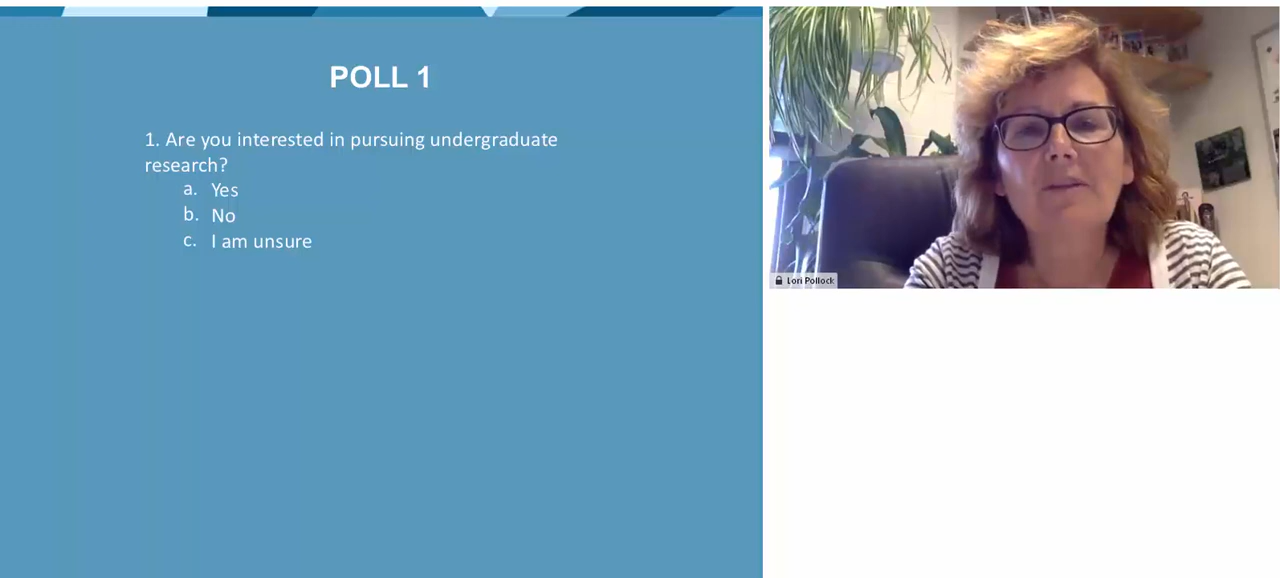 POLL 1
1. Are you interested in pursuing undergraduate
research?
a. Yes
b. No
c. I am unsure
Lori Pollock